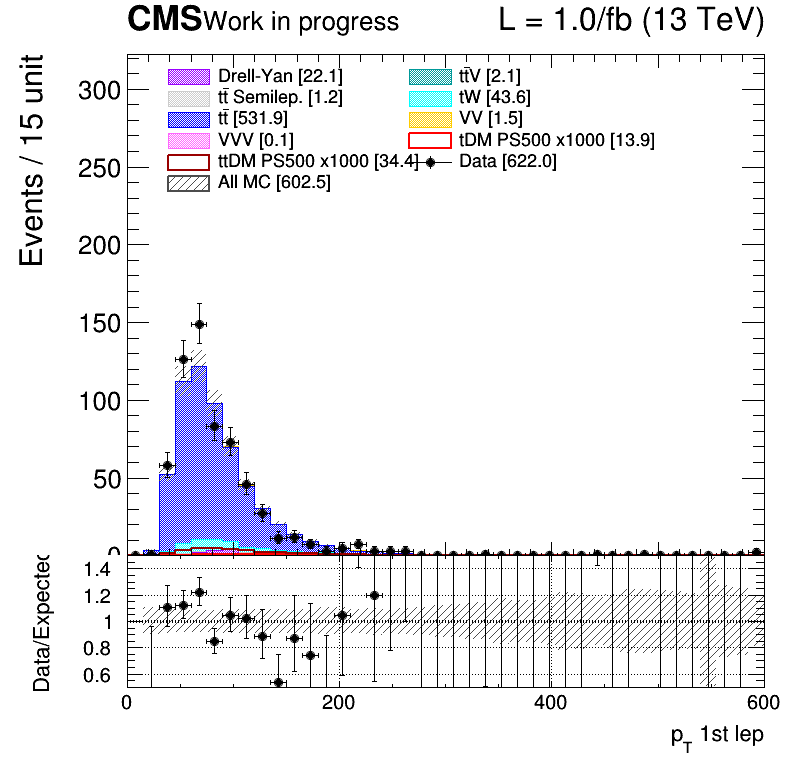 CMS Work in progress L = 1.0/fb (13 TeV)
Events / 15 unit
300
250
200
150
100
50
0
Drell-Yan [22.1] tt̄V [2.1]
tt̄ Semilep. [1.2] tW [43.6]
tt̄ [531.9] VV [1.5]
VVV [0.1] tDM PS500 x1000 [13.9]
ttDM PS500 x1000 [34.4] Data [622.0]
All MC [602.5]
Data/Expected
1.4
1.2
1
0.8
0.6
0 200 400 600
p_T 1st lep